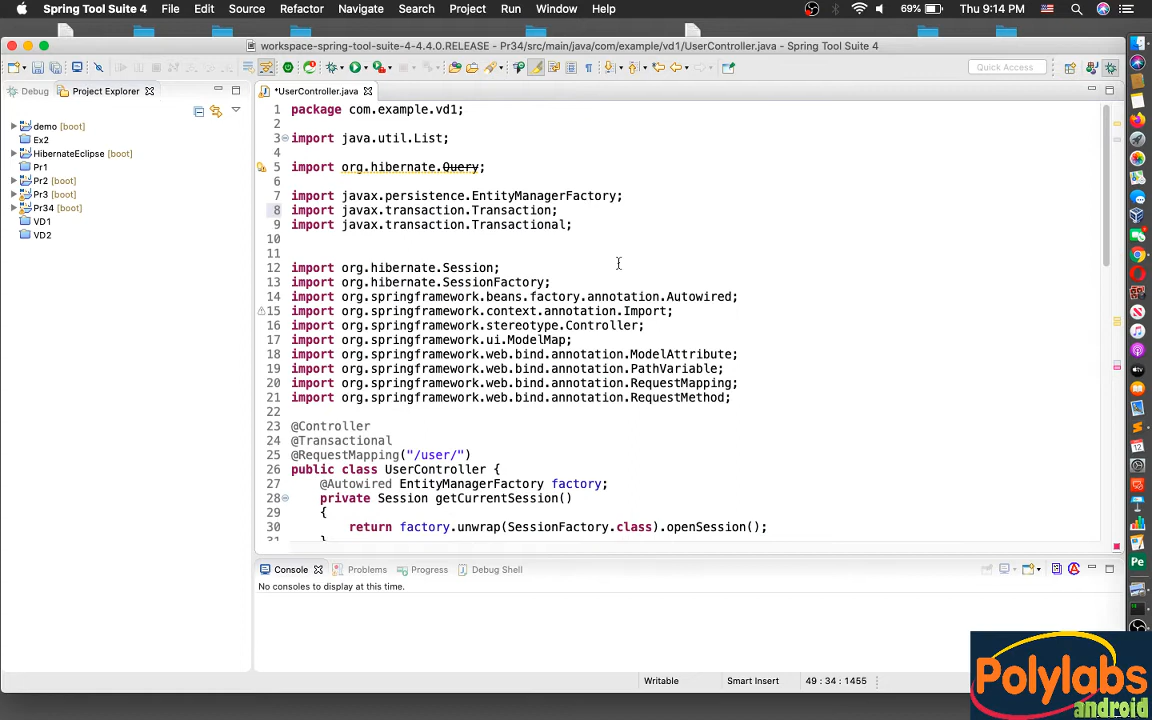 Spring Tool Suite 4 File Edit Source Refactor Navigate Search Project Run Window Help 69% Thu 9:14 PM
workspace-spring-tool-suite-4-4.4.0.RELEASE - Pr34/src/main/java/com/example/vd1/UserController.java - Spring Tool Suite 4
Quick Access
Debug Project Explorer
*UserController.java
demo [boot]
Ex2
HibernateEclipse [boot]
Pr1
Pr2 [boot]
Pr3 [boot]
Pr34 [boot]
VD1
VD2
1 package com.example.vd1;
2
3 import java.util.List;
4
5 import org.hibernate.Query;
6
7 import javax.persistence.EntityManagerFactory;
8 import javax.transaction.Transaction;
9 import javax.transaction.Transactional;
10
11
12 import org.hibernate.Session;
13 import org.hibernate.SessionFactory;
14 import org.springframework.beans.factory.annotation.Autowired;
15 import org.springframework.context.annotation.Import;
16 import org.springframework.stereotype.Controller;
17 import org.springframework.ui.ModelMap;
18 import org.springframework.web.bind.annotation.ModelAttribute;
19 import org.springframework.web.bind.annotation.PathVariable;
20 import org.springframework.web.bind.annotation.RequestMapping;
21 import org.springframework.web.bind.annotation.RequestMethod;
22
23 @Controller
24 @Transactional
25 @RequestMapping("/user/")
26 public class UserController {
27 @Autowired EntityManagerFactory factory;
28 private Session getCurrentSession()
29 {
30 return factory.unwrap(SessionFactory.class).openSession();
31 }
Console Problems Progress Debug Shell
No consoles to display at this time.
Writable Smart Insert 49 : 34 : 1455
Polylabs
android